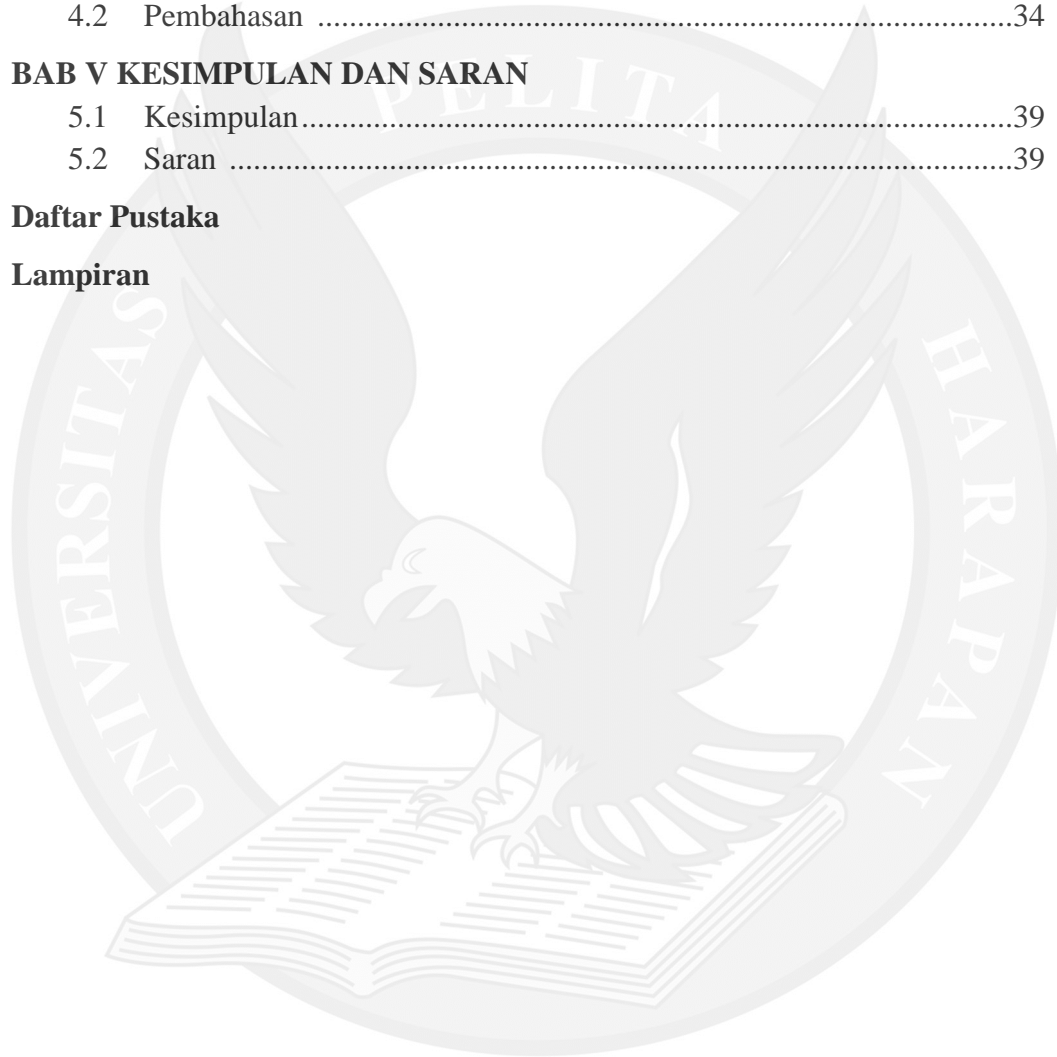 4.2 Pembahasan ....................................................................................34
BAB V KESIMPULAN DAN SARAN
5.1 Kesimpulan.....................................................................................39
5.2 Saran ..............................................................................................39
Daftar Pustaka
Lampiran
UNIVERSITAS PELITA HARAPAN